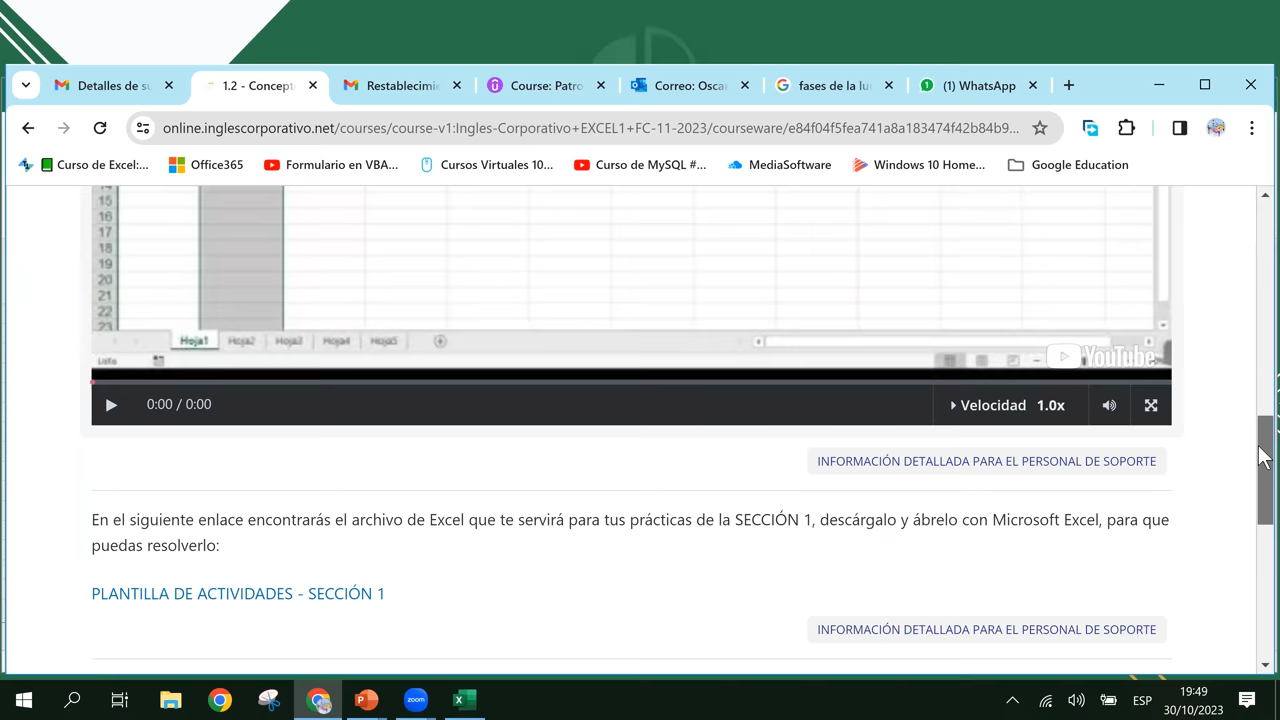 Detalles de su
1.2 - Concept
Restablecimie
Course: Patro
Correo: Osca
fases de la lu
(1) WhatsApp
online.inglescorporativo.net/courses/course-v1:Ingles-Corporativo+EXCEL1+FC-11-2023/courseware/e84f04f5fea741a8a183474f42b84b9...
Curso de Excel:...
Office365
Formulario en VBA...
Cursos Virtuales 10...
Curso de MySQL #...
MediaSoftware
Windows 10 Home...
Google Education
15
16
17
18
19
20
21
22
23
Hoja1 Hoja2 Hoja3 Hoja4 Hoja5
Listo
YouTube
0:00 / 0:00
Velocidad 1.0x
INFORMACIÓN DETALLADA PARA EL PERSONAL DE SOPORTE
En el siguiente enlace encontrarás el archivo de Excel que te servirá para tus prácticas de la SECCIÓN 1, descárgalo y ábrelo con Microsoft Excel, para que
puedas resolverlo:
PLANTILLA DE ACTIVIDADES - SECCIÓN 1
INFORMACIÓN DETALLADA PARA EL PERSONAL DE SOPORTE
zoom
ESP
19:49
30/10/2023